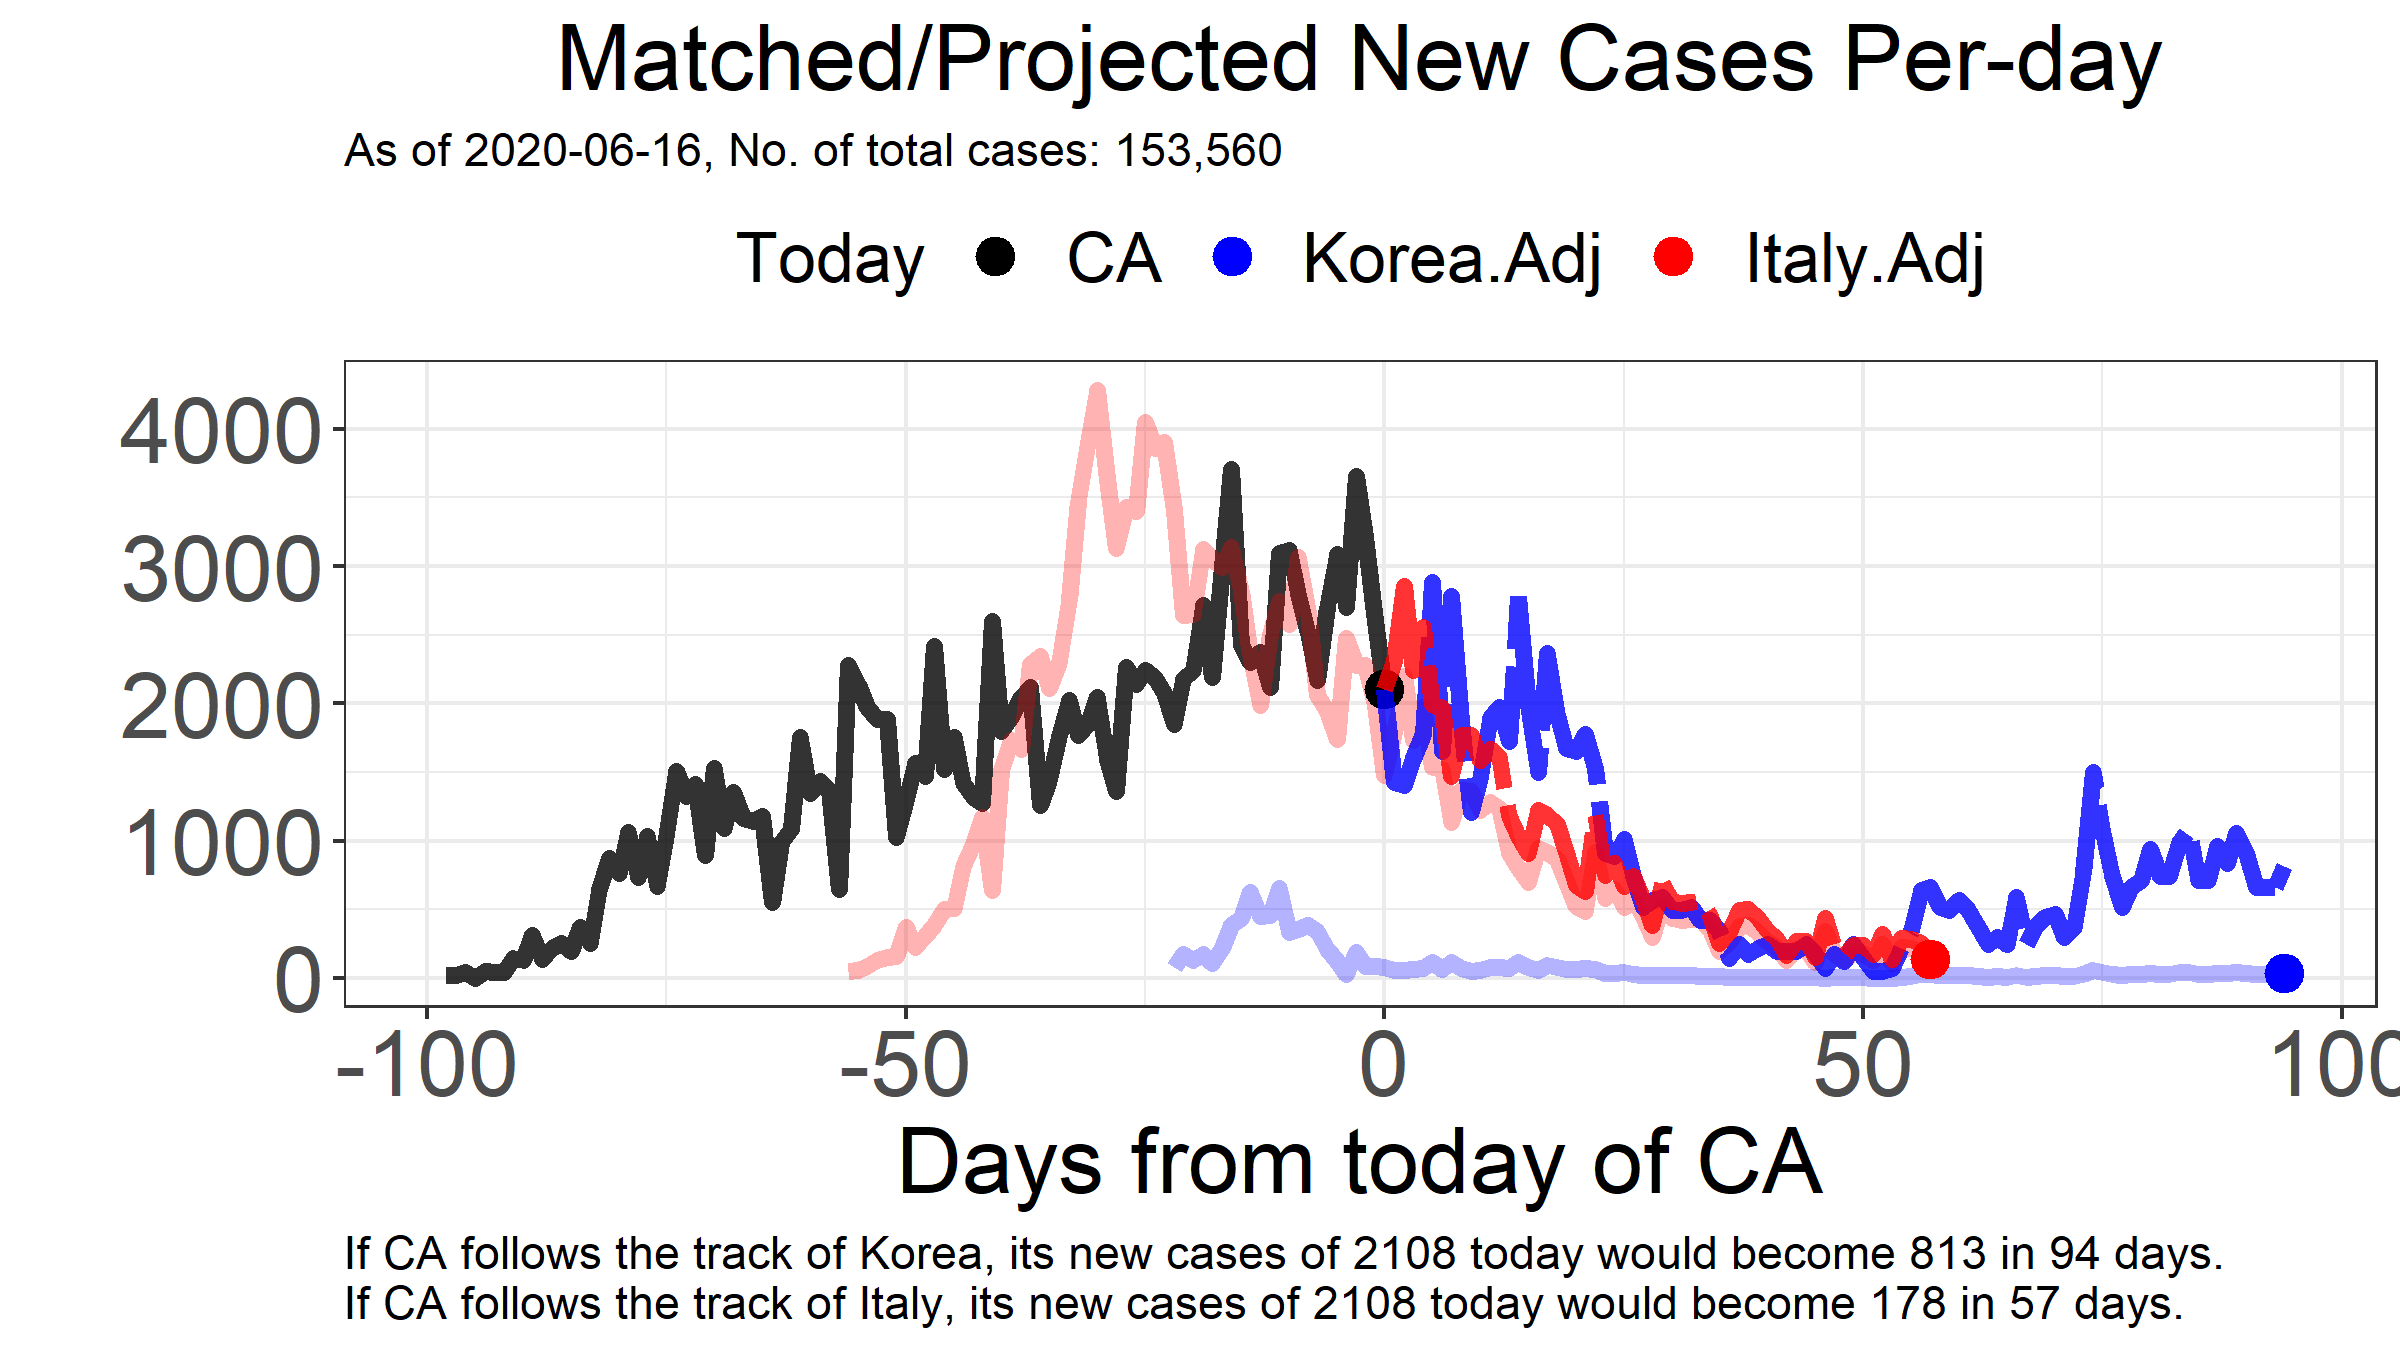 Matched/Projected New Cases Per-day
As of 2020-06-16, No. of total cases: 153,560
Today CA Korea.Adj Italy.Adj
4000
3000
2000
1000
0
-100 -50 0 50 100
Days from today of CA
If CA follows the track of Korea, its new cases of 2108 today would become 813 in 94 days.
If CA follows the track of Italy, its new cases of 2108 today would become 178 in 57 days.